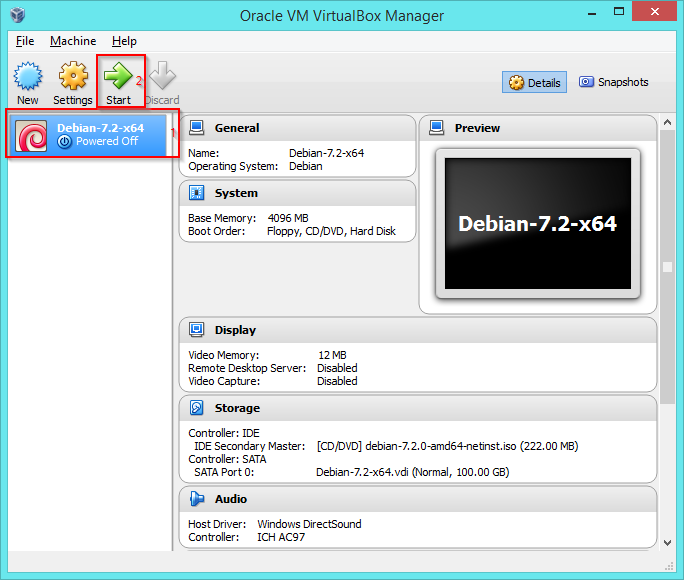 Oracle VM VirtualBox Manager
File Machine Help
New Settings Start 2 Discard
Details Snapshots
Debian-7.2-x64
Powered Off
1
General
Name: Debian-7.2-x64
Operating System: Debian
System
Base Memory: 4096 MB
Boot Order: Floppy, CD/DVD, Hard Disk
Preview
Debian-7.2-x64
Display
Video Memory: 12 MB
Remote Desktop Server: Disabled
Video Capture: Disabled
Storage
Controller: IDE
IDE Secondary Master: [CD/DVD] debian-7.2.0-amd64-netinst.iso (222.00 MB)
Controller: SATA
SATA Port 0: Debian-7.2-x64.vdi (Normal, 100.00 GB)
Audio
Host Driver: Windows DirectSound
Controller: ICH AC97